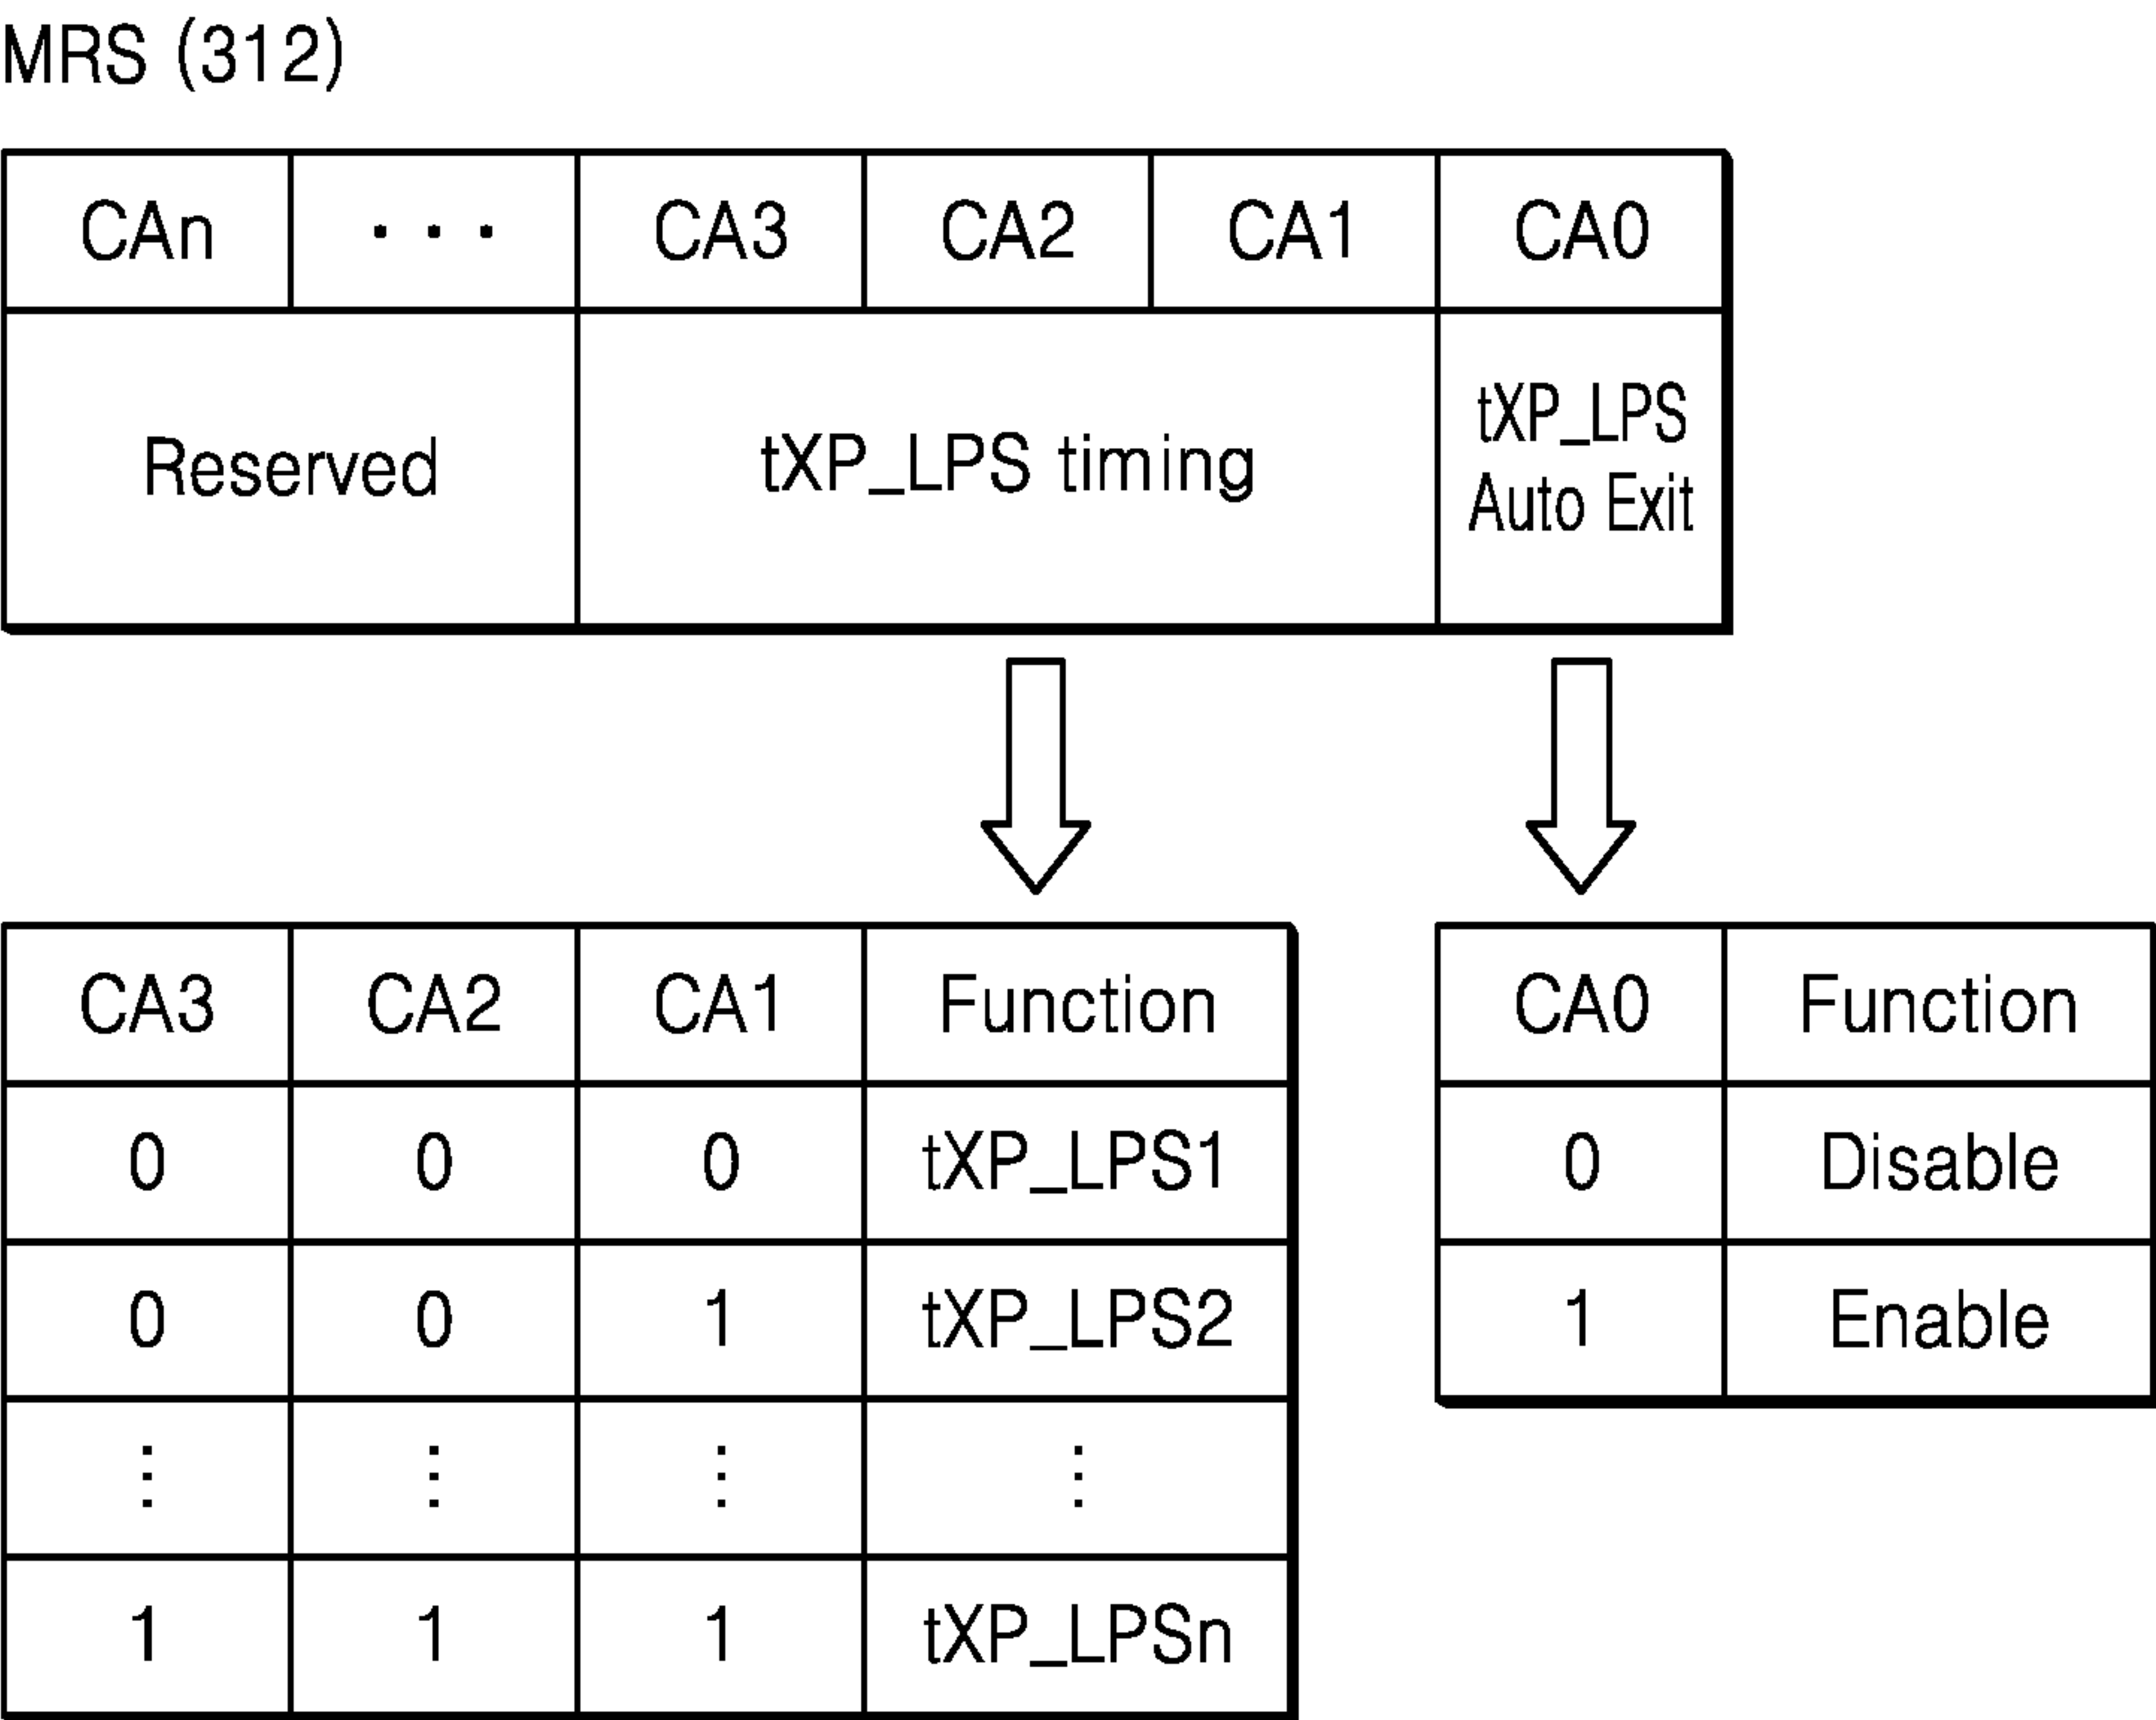 MRS (312)
CAn ··· CA3 CA2 CA1 CA0
Reserved tXP_LPS timing tXP_LPS
Auto Exit
CA3 CA2 CA1 Function
0 0 0 tXP_LPS1
0 0 1 tXP_LPS2
⋮ ⋮ ⋮ ⋮
1 1 1 tXP_LPSn
CA0 Function
0 Disable
1 Enable